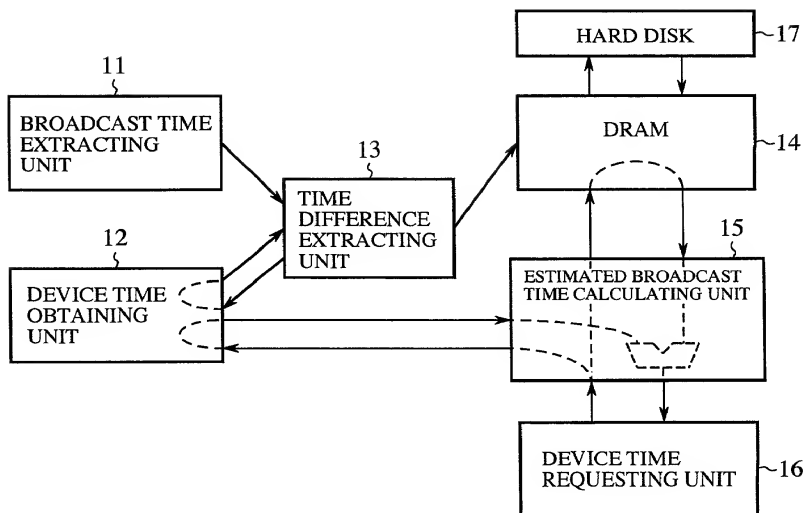 HARD DISK
17
11
BROADCAST TIME
EXTRACTING
UNIT
DRAM
14
13
TIME
DIFFERENCE
EXTRACTING
UNIT
12
DEVICE TIME
OBTAINING
UNIT
15
ESTIMATED BROADCAST
TIME CALCULATING UNIT
DEVICE TIME
REQUESTING UNIT
16